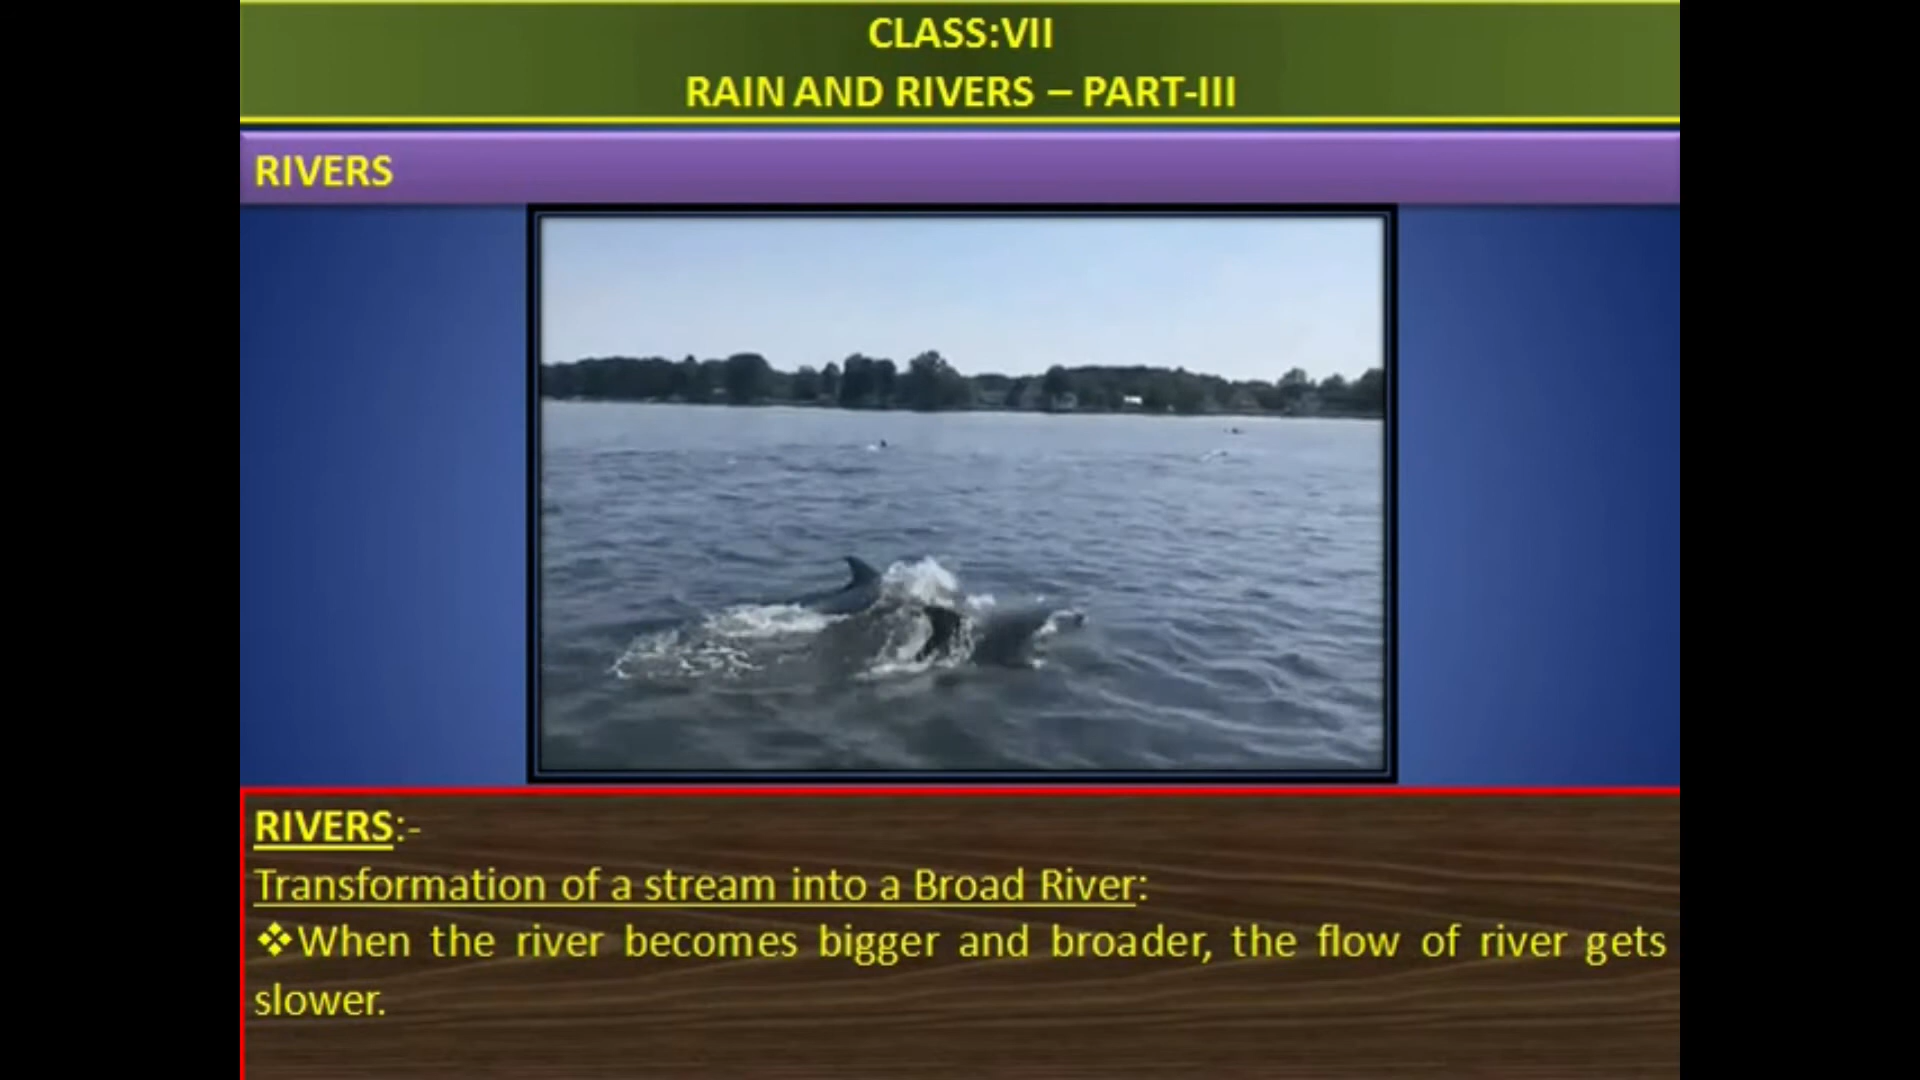 CLASS:VII
RAIN AND RIVERS – PART-III
RIVERS
RIVERS:-
Transformation of a stream into a Broad River:
❖When the river becomes bigger and broader, the flow of river gets
slower.